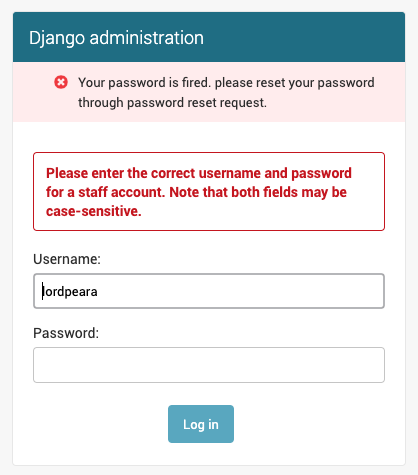 Django administration
Your password is fired. please reset your password
through password reset request.
Please enter the correct username and password
for a staff account. Note that both fields may be
case-sensitive.
Username:
lordpeara
Password:
Log in